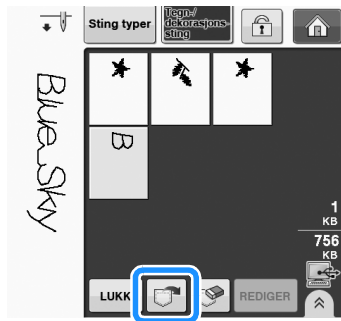 Sting typer
Tegn-/
dekorasjons-
sting
Blue_Sky
B
1
KB
756
KB
LUKK
REDIGER